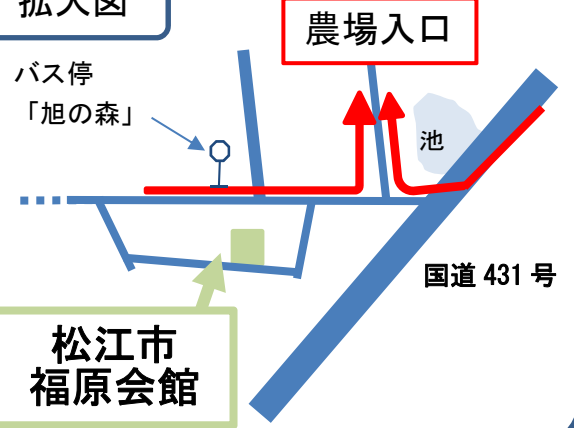 拡大図
農場入口
バス停
「旭の森」
池
国道 431 号
松江市
福原会館